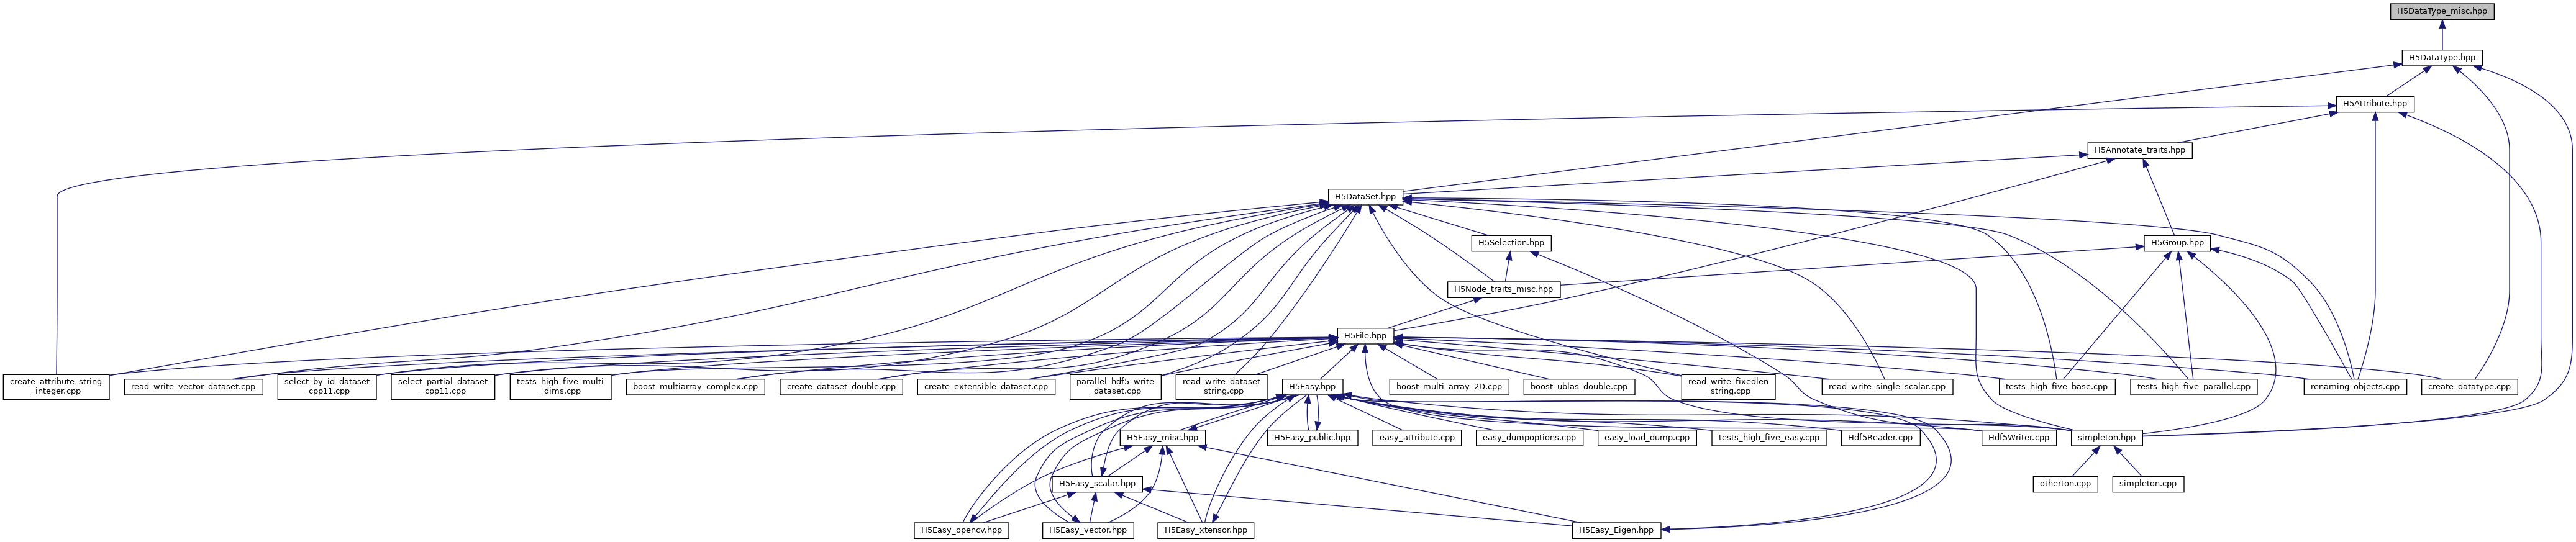 H5DataType_misc.hpp
H5DataType.hpp
H5Attribute.hpp
H5Annotate_traits.hpp
H5DataSet.hpp
H5Selection.hpp
H5Group.hpp
H5Node_traits_misc.hpp
H5File.hpp
create_attribute_string
_integer.cpp
read_write_vector_dataset.cpp
select_by_id_dataset
_cpp11.cpp
select_partial_dataset
_cpp11.cpp
tests_high_five_multi
_dims.cpp
boost_multiarray_complex.cpp
create_dataset_double.cpp
create_extensible_dataset.cpp
parallel_hdf5_write
_dataset.cpp
read_write_dataset
_string.cpp
H5Easy.hpp
boost_multi_array_2D.cpp
boost_ublas_double.cpp
read_write_fixedlen
_string.cpp
read_write_single_scalar.cpp
tests_high_five_base.cpp
tests_high_five_parallel.cpp
renaming_objects.cpp
create_datatype.cpp
H5Easy_misc.hpp
H5Easy_public.hpp
easy_attribute.cpp
easy_dumpoptions.cpp
easy_load_dump.cpp
tests_high_five_easy.cpp
Hdf5Reader.cpp
Hdf5Writer.cpp
simpleton.hpp
H5Easy_scalar.hpp
otherton.cpp
simpleton.cpp
H5Easy_opencv.hpp
H5Easy_vector.hpp
H5Easy_xtensor.hpp
H5Easy_Eigen.hpp